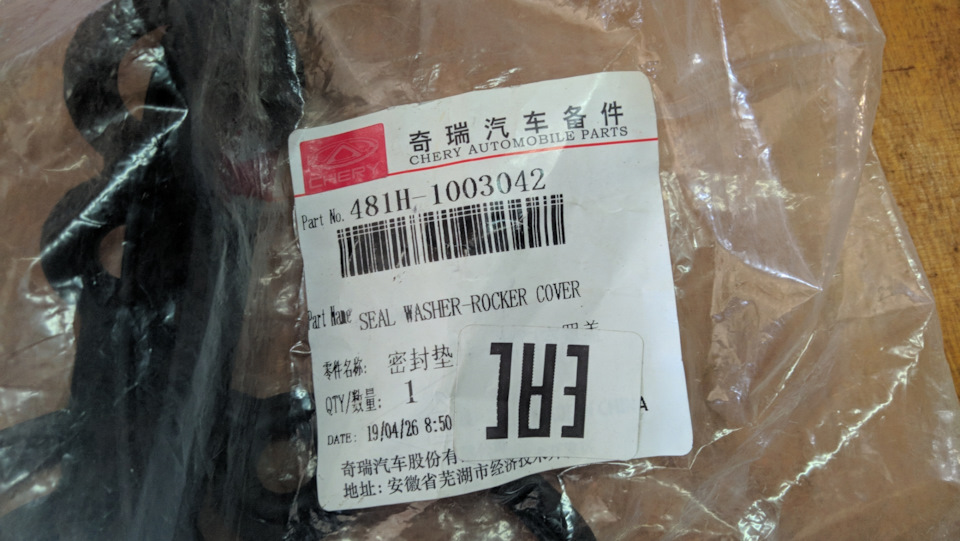 奇瑞汽车备件
CHERY AUTOMOBILE PARTS
CHERY
Part No. 481H-1003042
Part Name SEAL WASHER-ROCKER COVER
零件名称: 密封垫
QTY/数量: 1
DATE: 19/04/26 8:50
A
奇瑞汽车股份有
地址: 安徽省芜湖市经济技术